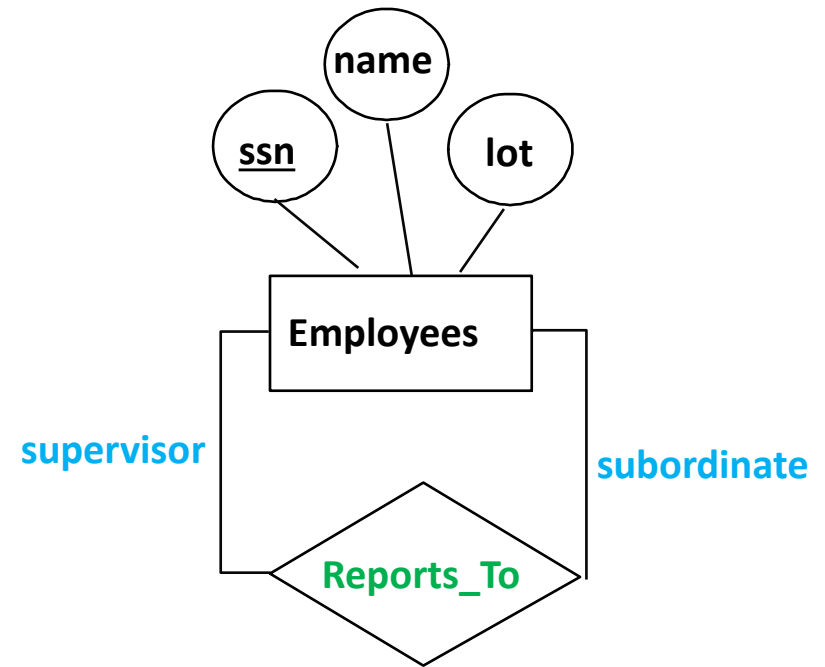 name
ssn
lot
Employees
supervisor
subordinate
Reports_To